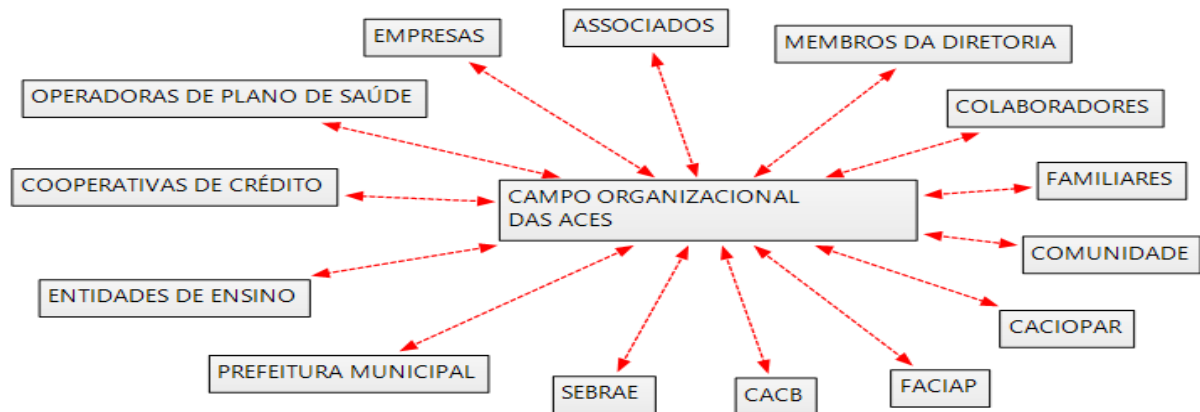 EMPRESAS
ASSOCIADOS
MEMBROS DA DIRETORIA
OPERADORAS DE PLANO DE SAÚDE
COLABORADORES
COOPERATIVAS DE CRÉDITO
CAMPO ORGANIZACIONAL
DAS ACES
FAMILIARES
COMUNIDADE
ENTIDADES DE ENSINO
CACIOPAR
PREFEITURA MUNICIPAL
SEBRAE
CACB
FACIAP